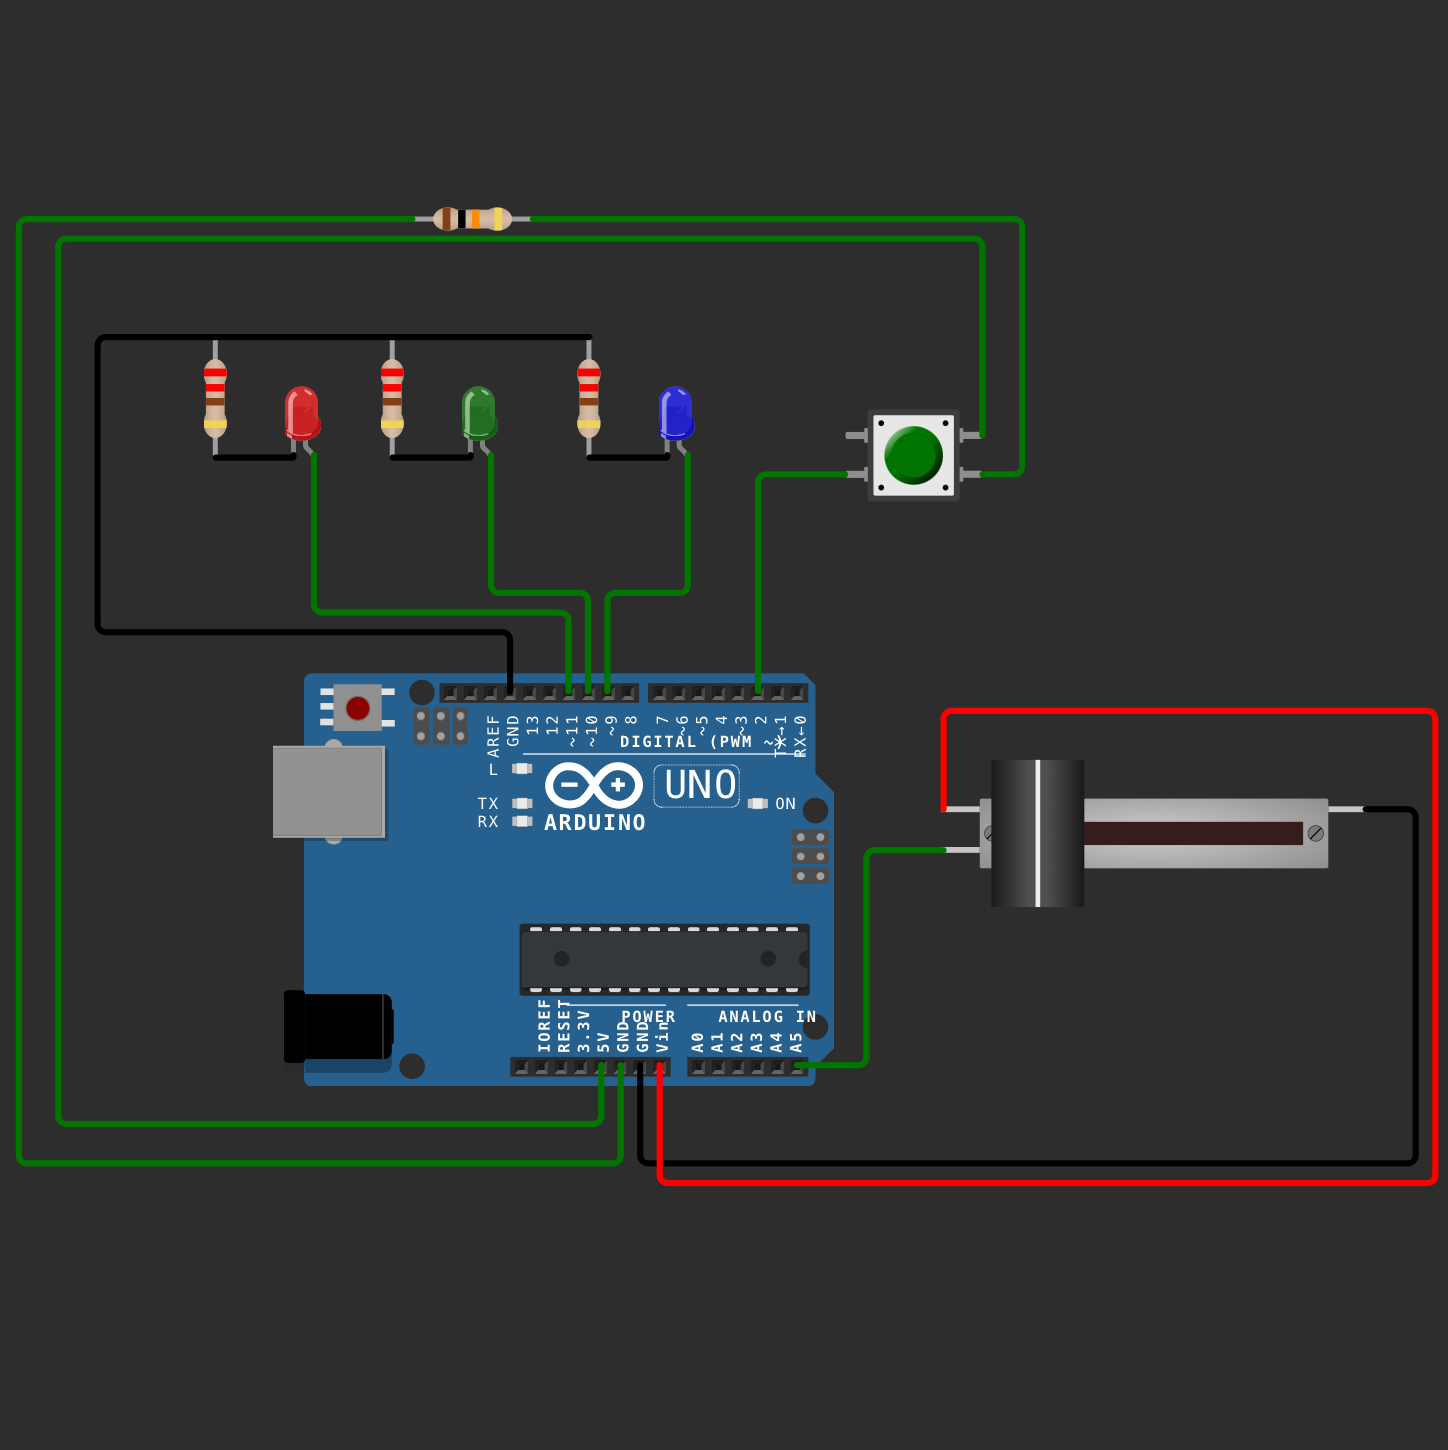 AREF
GND
13
12
~11
~10
~9
8
7
~6
~5
4
~3
2
TX→1
RX←0
DIGITAL (PWM ~)
L
TX
RX
UNO
ON
ARDUINO
IOREF
RESET
3.3V
5V
GND
GND
Vin
POWER
ANALOG IN
A0
A1
A2
A3
A4
A5